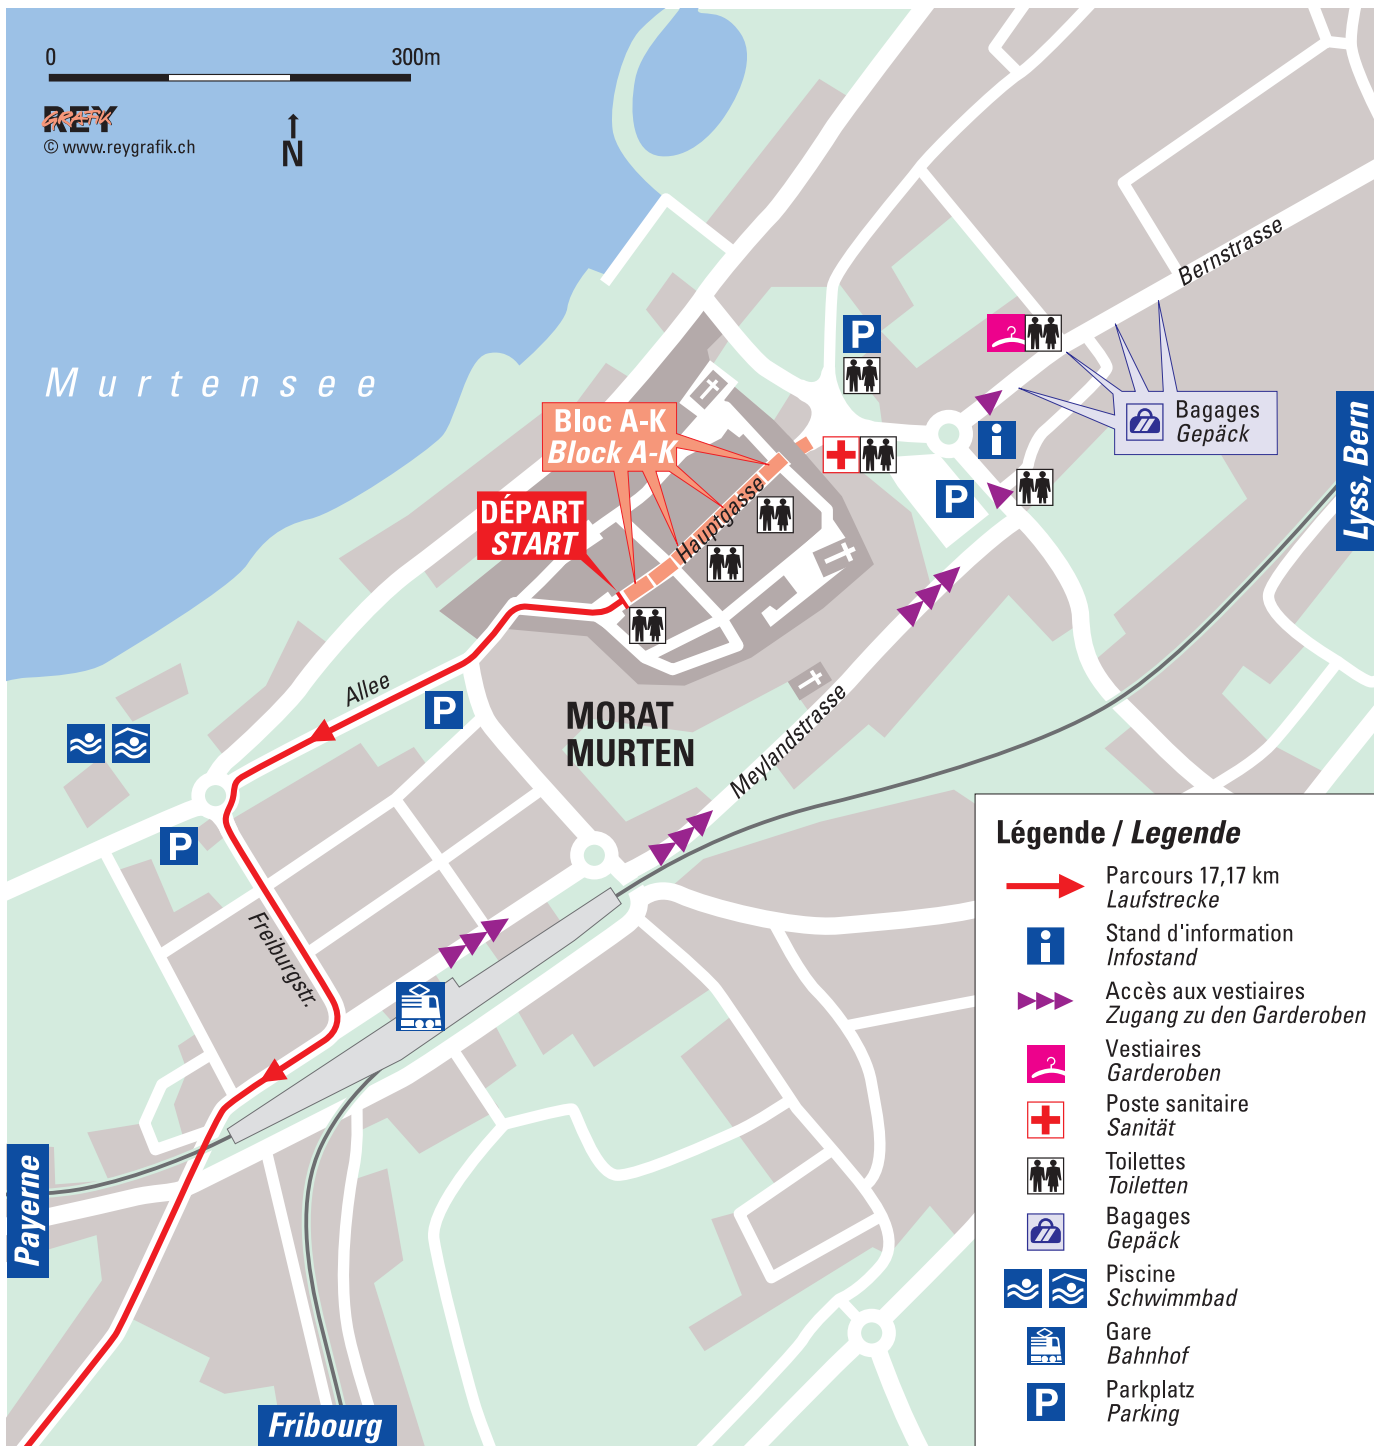 0 300m
REY
GRAFIK
© www.reygrafik.ch
N
Murtensee
Bernstrasse
P
Bagages
Gepäck
Lyss, Bern
Bloc A-K
Block A-K
i
P
DÉPART
START
Hauptgasse
Allee
P
MORAT
MURTEN
Meylandstrasse
P
Freiburgstr.
Payerne
Fribourg
Légende / Legende
Parcours 17,17 km
Laufstrecke
i
Stand d'information
Infostand
Accès aux vestiaires
Zugang zu den Garderoben
Vestiaires
Garderoben
Poste sanitaire
Sanität
Toilettes
Toiletten
Bagages
Gepäck
Piscine
Schwimmbad
Gare
Bahnhof
P
Parkplatz
Parking